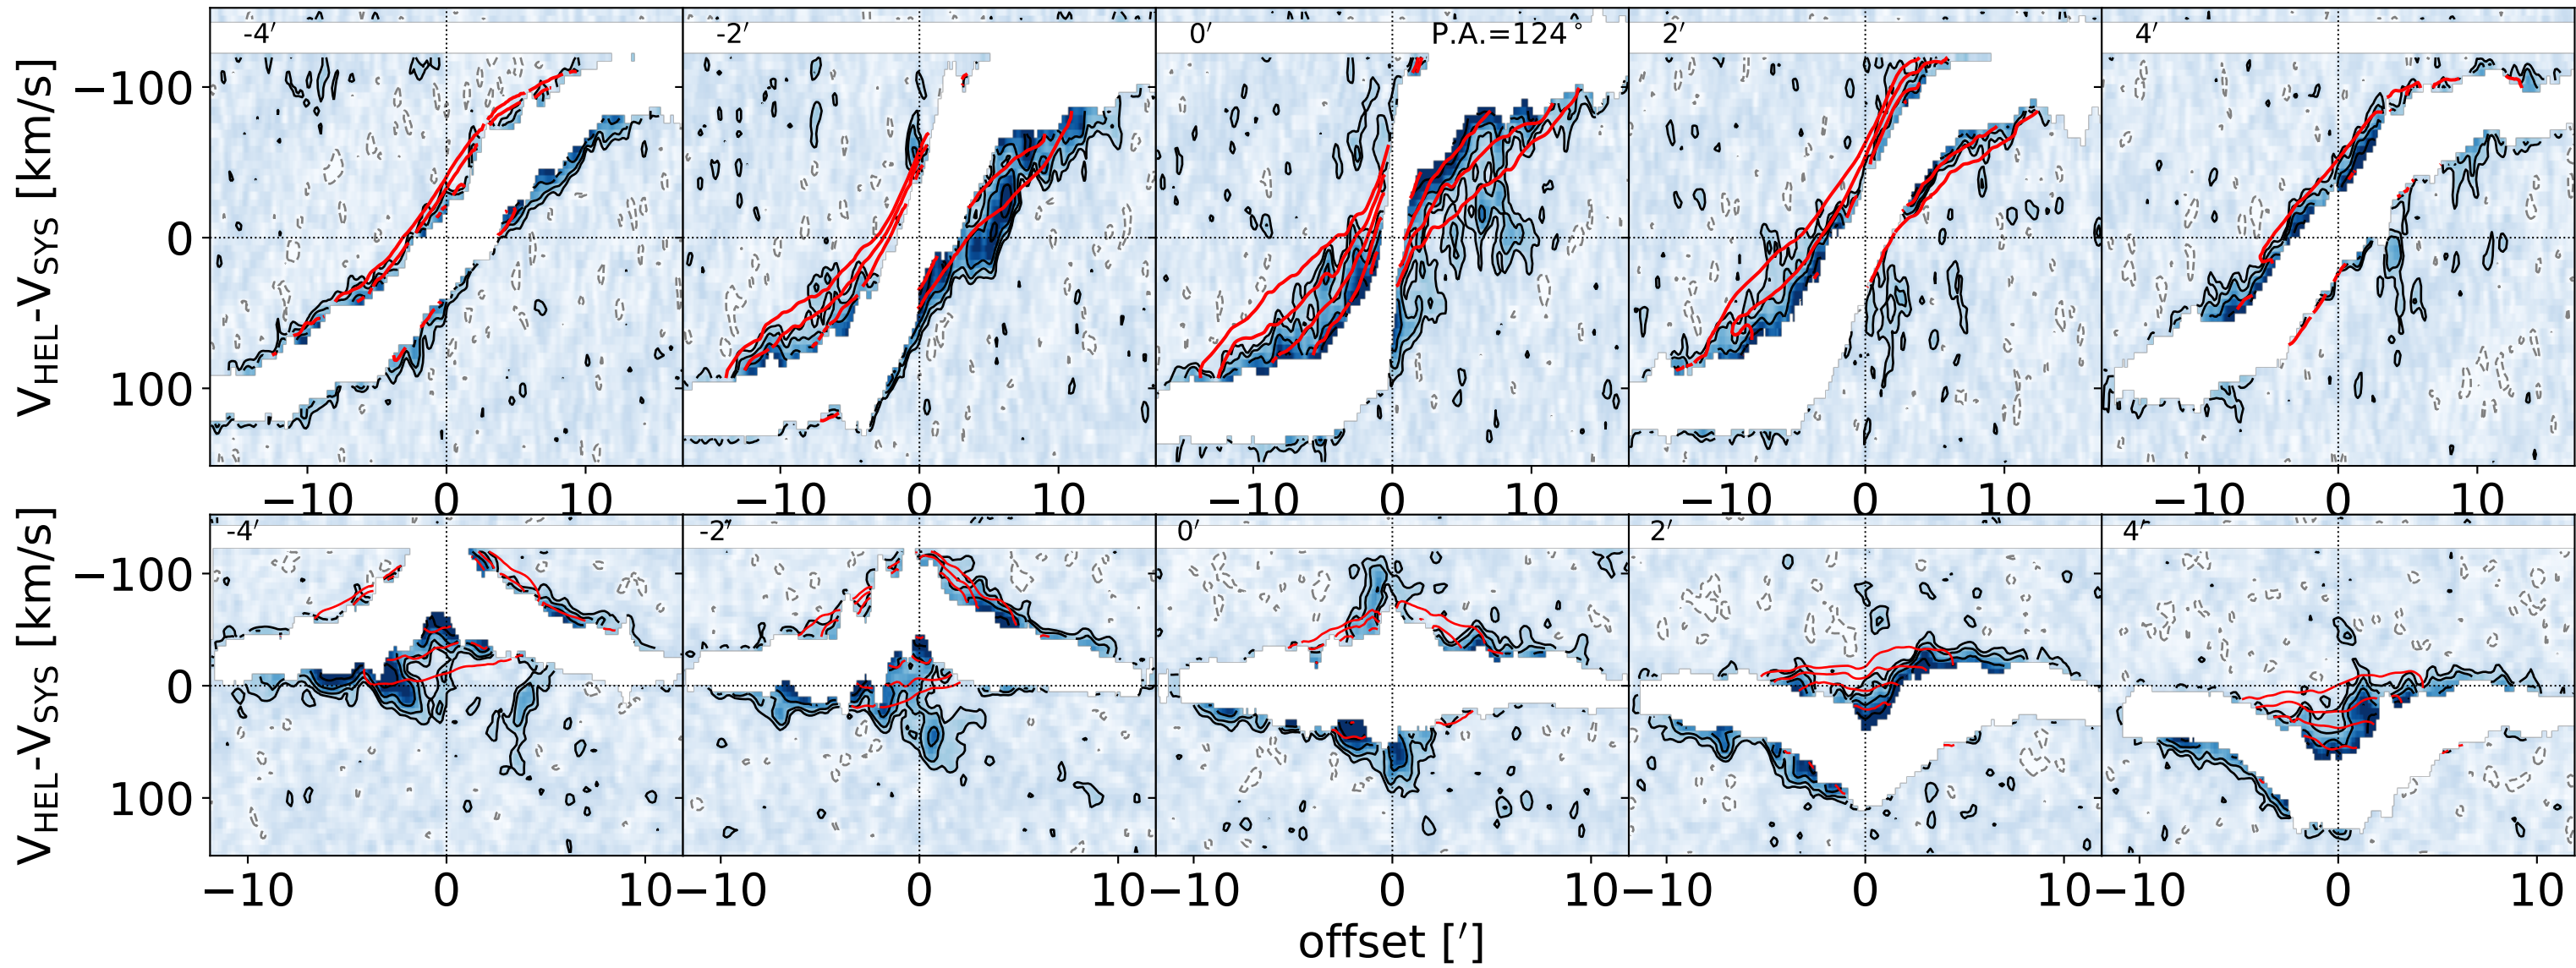 -4′ -2′ 0′ P.A.=124° 2′ 4′
V_HEL-V_SYS [km/s]
−100
0
100
−10 0 10 −10 0 10 −10 0 10 −10 0 10 −10 0 10
-4′ -2′ 0′ 2′ 4′
V_HEL-V_SYS [km/s]
−100
0
100
−10 0 10 −10 0 10 −10 0 10 −10 0 10 −10 0 10
offset [′]